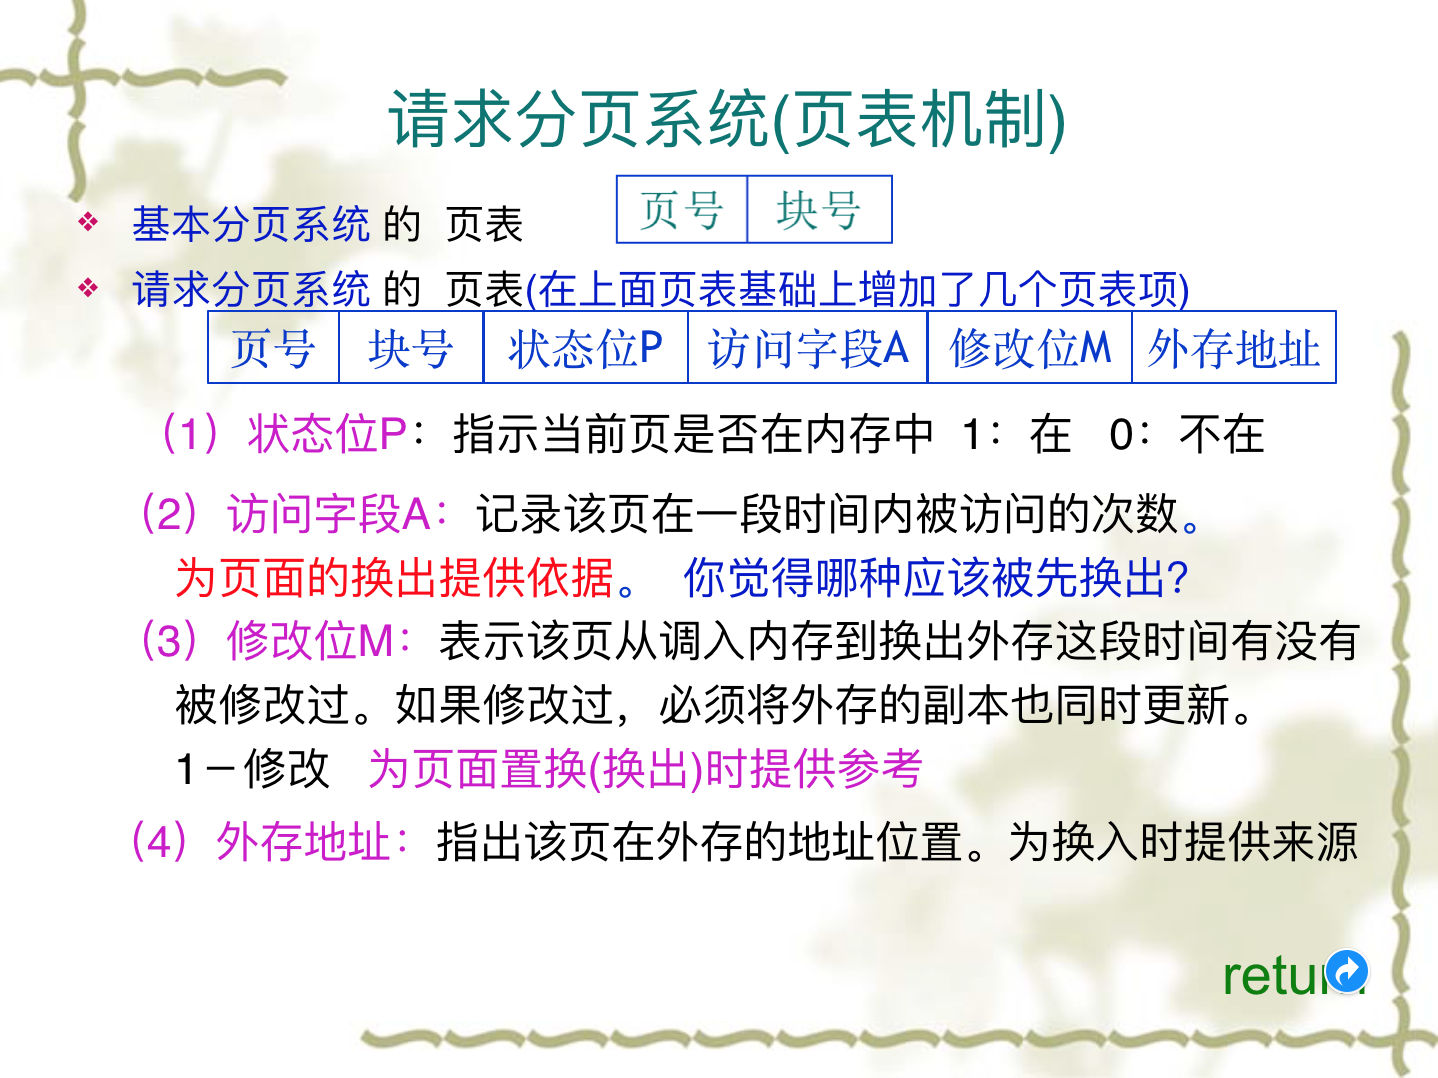 请求分页系统(页表机制)
基本分页系统 的 页表
页号 块号
请求分页系统 的 页表(在上面页表基础上增加了几个页表项)
页号 块号 状态位P 访问字段A 修改位M 外存地址
（1）状态位P：指示当前页是否在内存中 1：在 0：不在
（2）访问字段A：记录该页在一段时间内被访问的次数。
为页面的换出提供依据。 你觉得哪种应该被先换出？
（3）修改位M：表示该页从调入内存到换出外存这段时间有没有
被修改过。如果修改过，必须将外存的副本也同时更新。
1－修改 为页面置换(换出)时提供参考
（4）外存地址：指出该页在外存的地址位置。为换入时提供来源
return